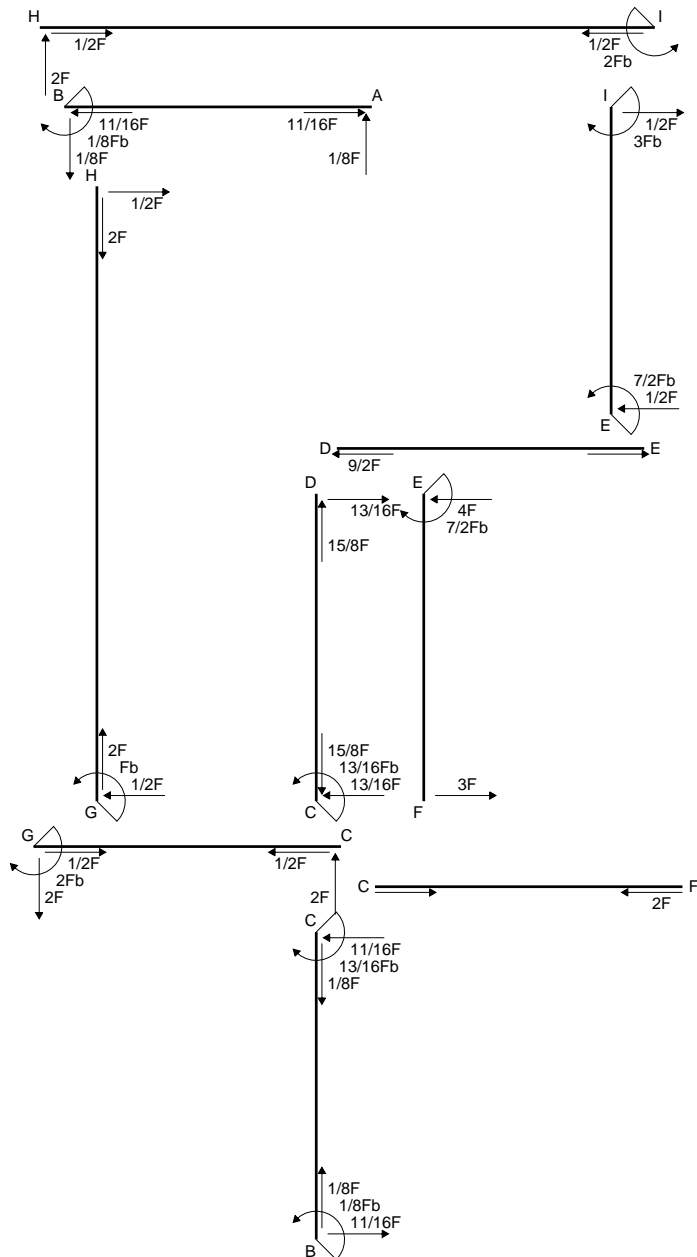 H
I
1/2F
1/2F
2Fb
2F
B
A
I
11/16F
11/16F
1/2F
1/8Fb
3Fb
1/8F
1/8F
H
1/2F
2F
7/2Fb
1/2F
E
D
E
9/2F
D
E
13/16F
4F
7/2Fb
15/8F
2F
15/8F
Fb
13/16Fb
1/2F
13/16F
3F
G
C
F
G
C
1/2F
1/2F
2Fb
2F
2F
C
F
2F
C
11/16F
13/16Fb
1/8F
1/8F
1/8Fb
11/16F
B